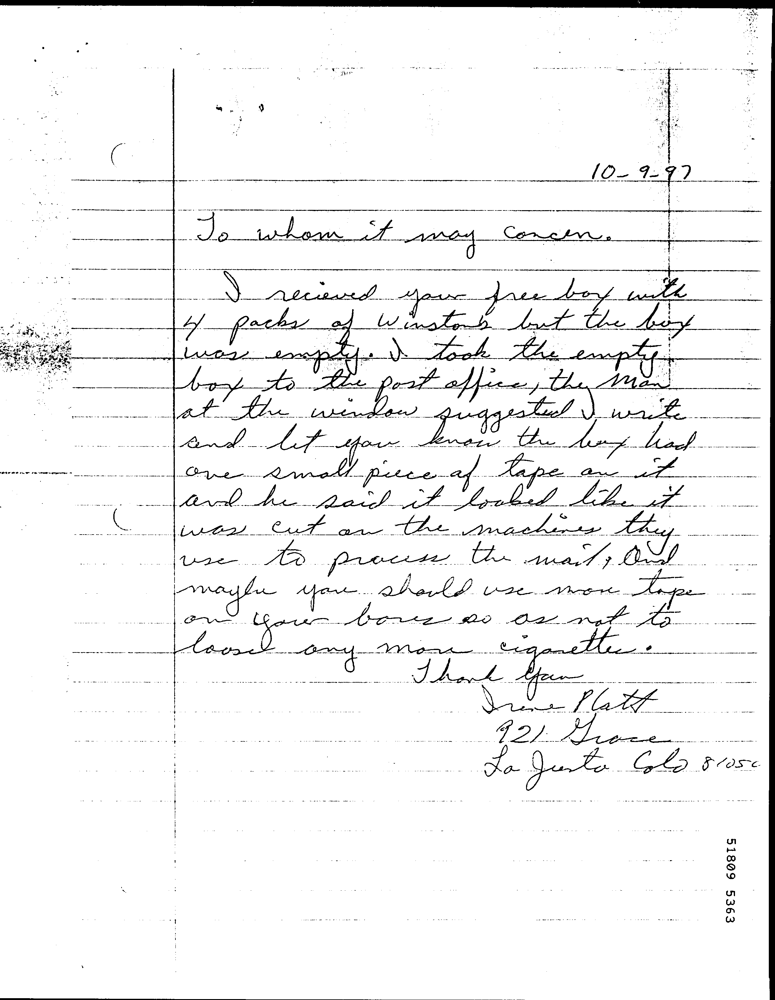 10-9-97
To whom it may concen.
I recieved your free box with
4 packs of Winston's but the box
was empty. I took the empty
box to the post office, the man
at the window suggested I write
and let you know the box had
one small piece of tape on it
and he said it looked like it
was cut on the machines they
use to process the mail, And
maybe you should use more tape
on your boxes so as not to
loose any more cigarettes.
Thank You
Irene Platt
921 Grace
La Junta Colo 8105
51809 5363